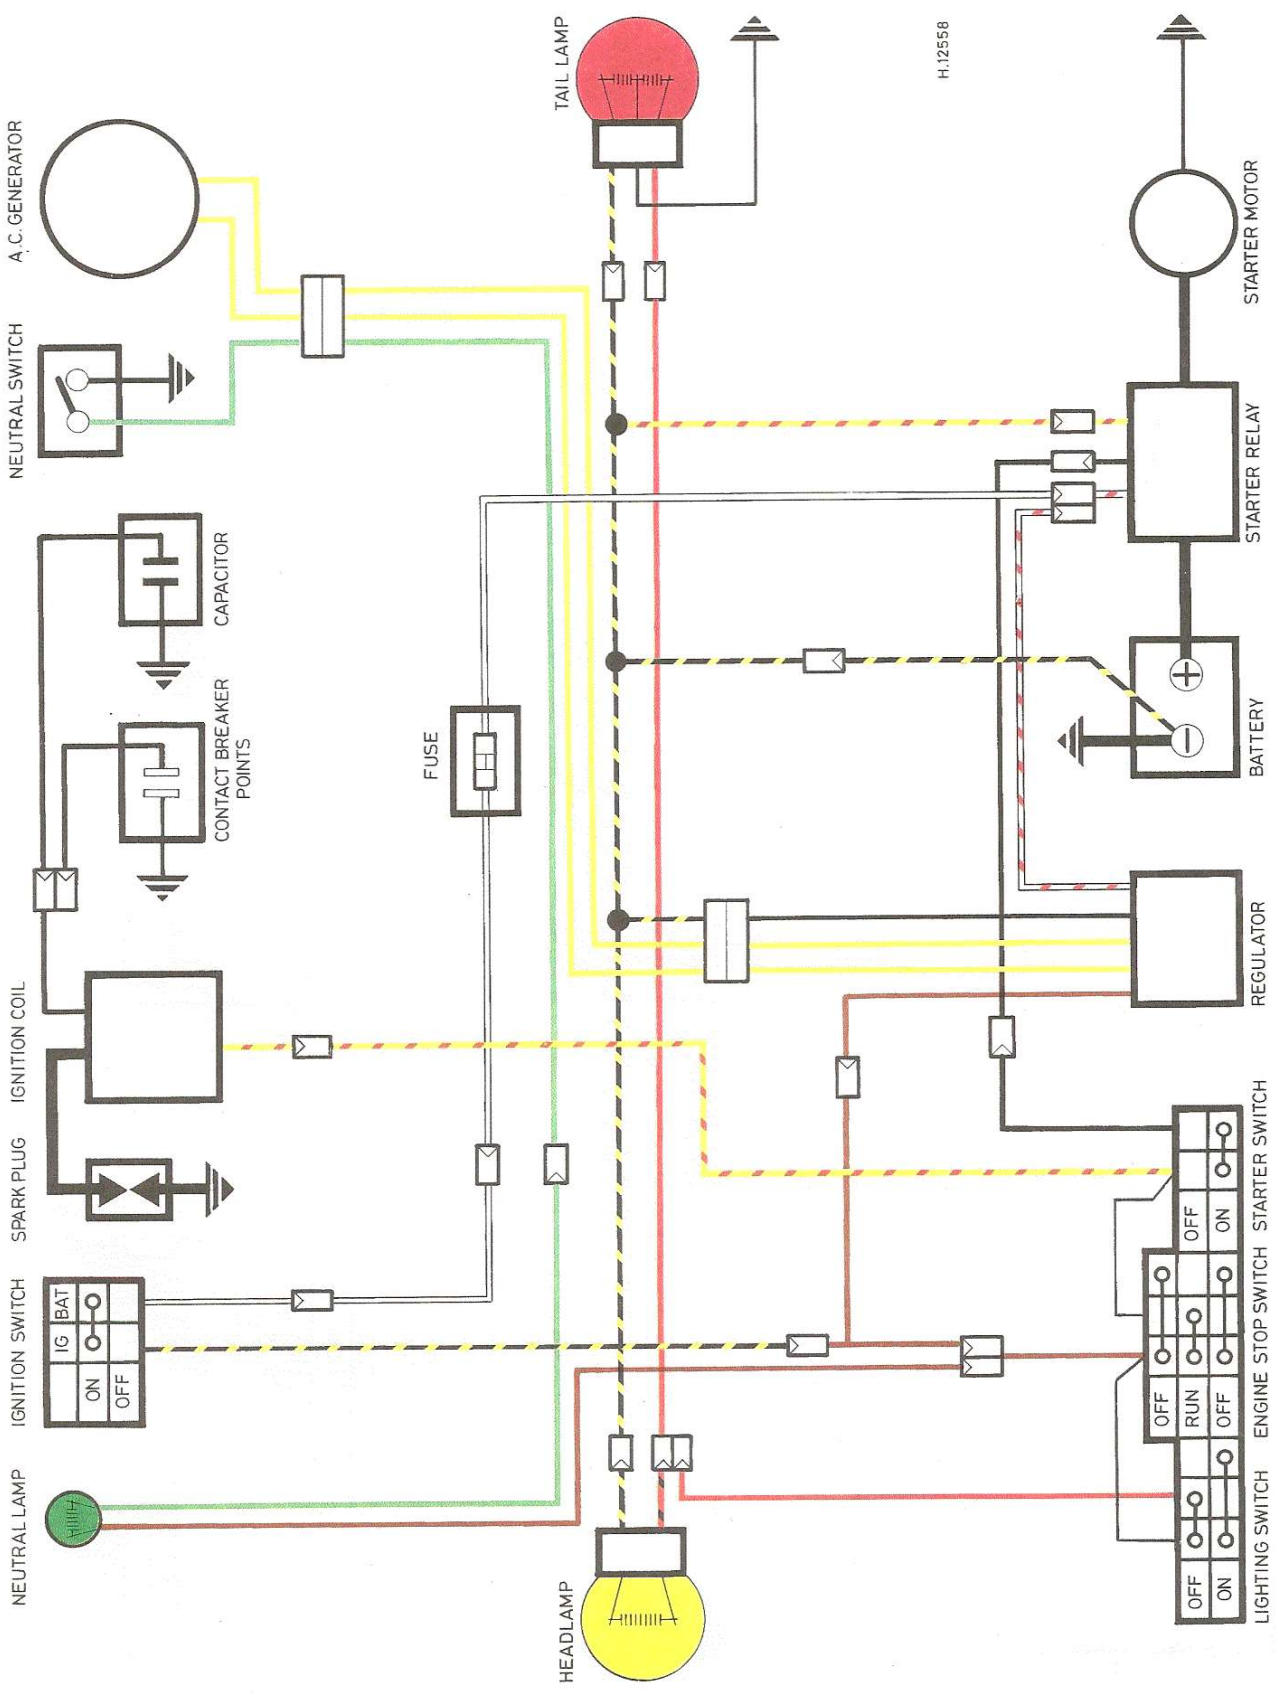 NEUTRAL LAMP
IGNITION SWITCH
IG
BAT
ON
OFF
SPARK PLUG
IGNITION COIL
CONTACT BREAKER
POINTS
CAPACITOR
NEUTRAL SWITCH
A.C. GENERATOR
FUSE
HEADLAMP
TAIL LAMP
H.12558
LIGHTING SWITCH
OFF
ON
ENGINE STOP SWITCH
OFF
RUN
OFF
STARTER SWITCH
OFF
ON
REGULATOR
BATTERY
+
-
STARTER RELAY
STARTER MOTOR